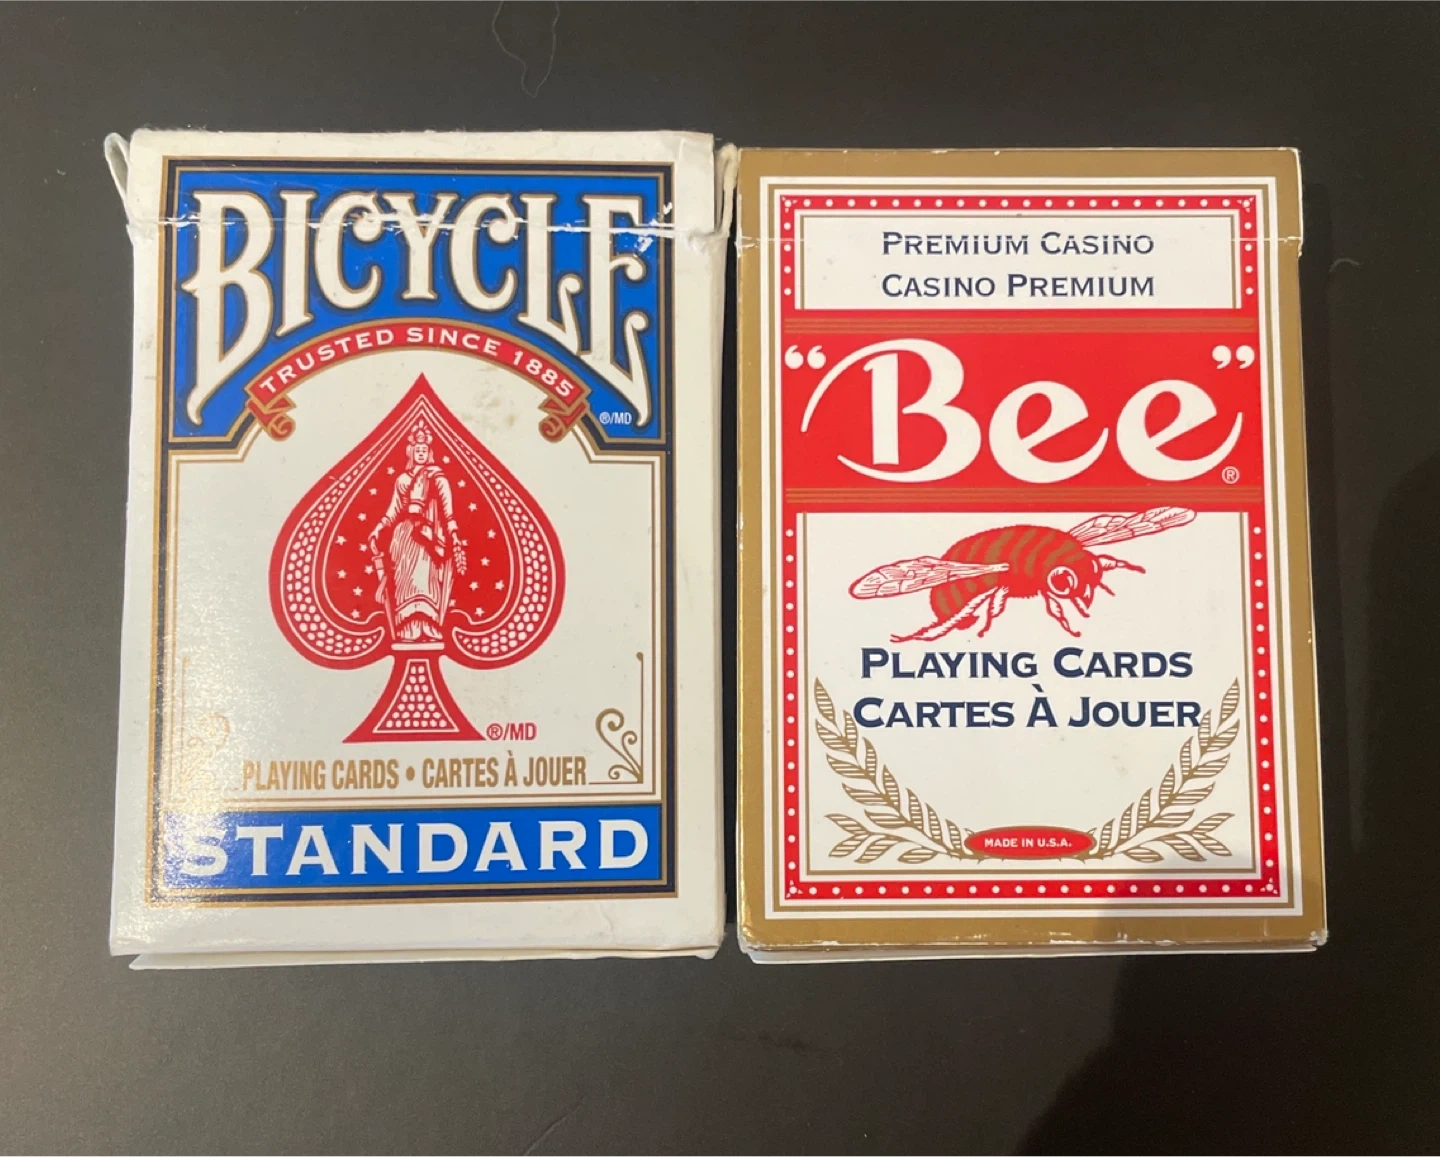 BICYCLE
TRUSTED SINCE 1885
®/MD
®/MD
PLAYING CARDS • CARTES À JOUER
STANDARD
PREMIUM CASINO
CASINO PREMIUM
“Bee”
®
PLAYING CARDS
CARTES À JOUER
MADE IN U.S.A.